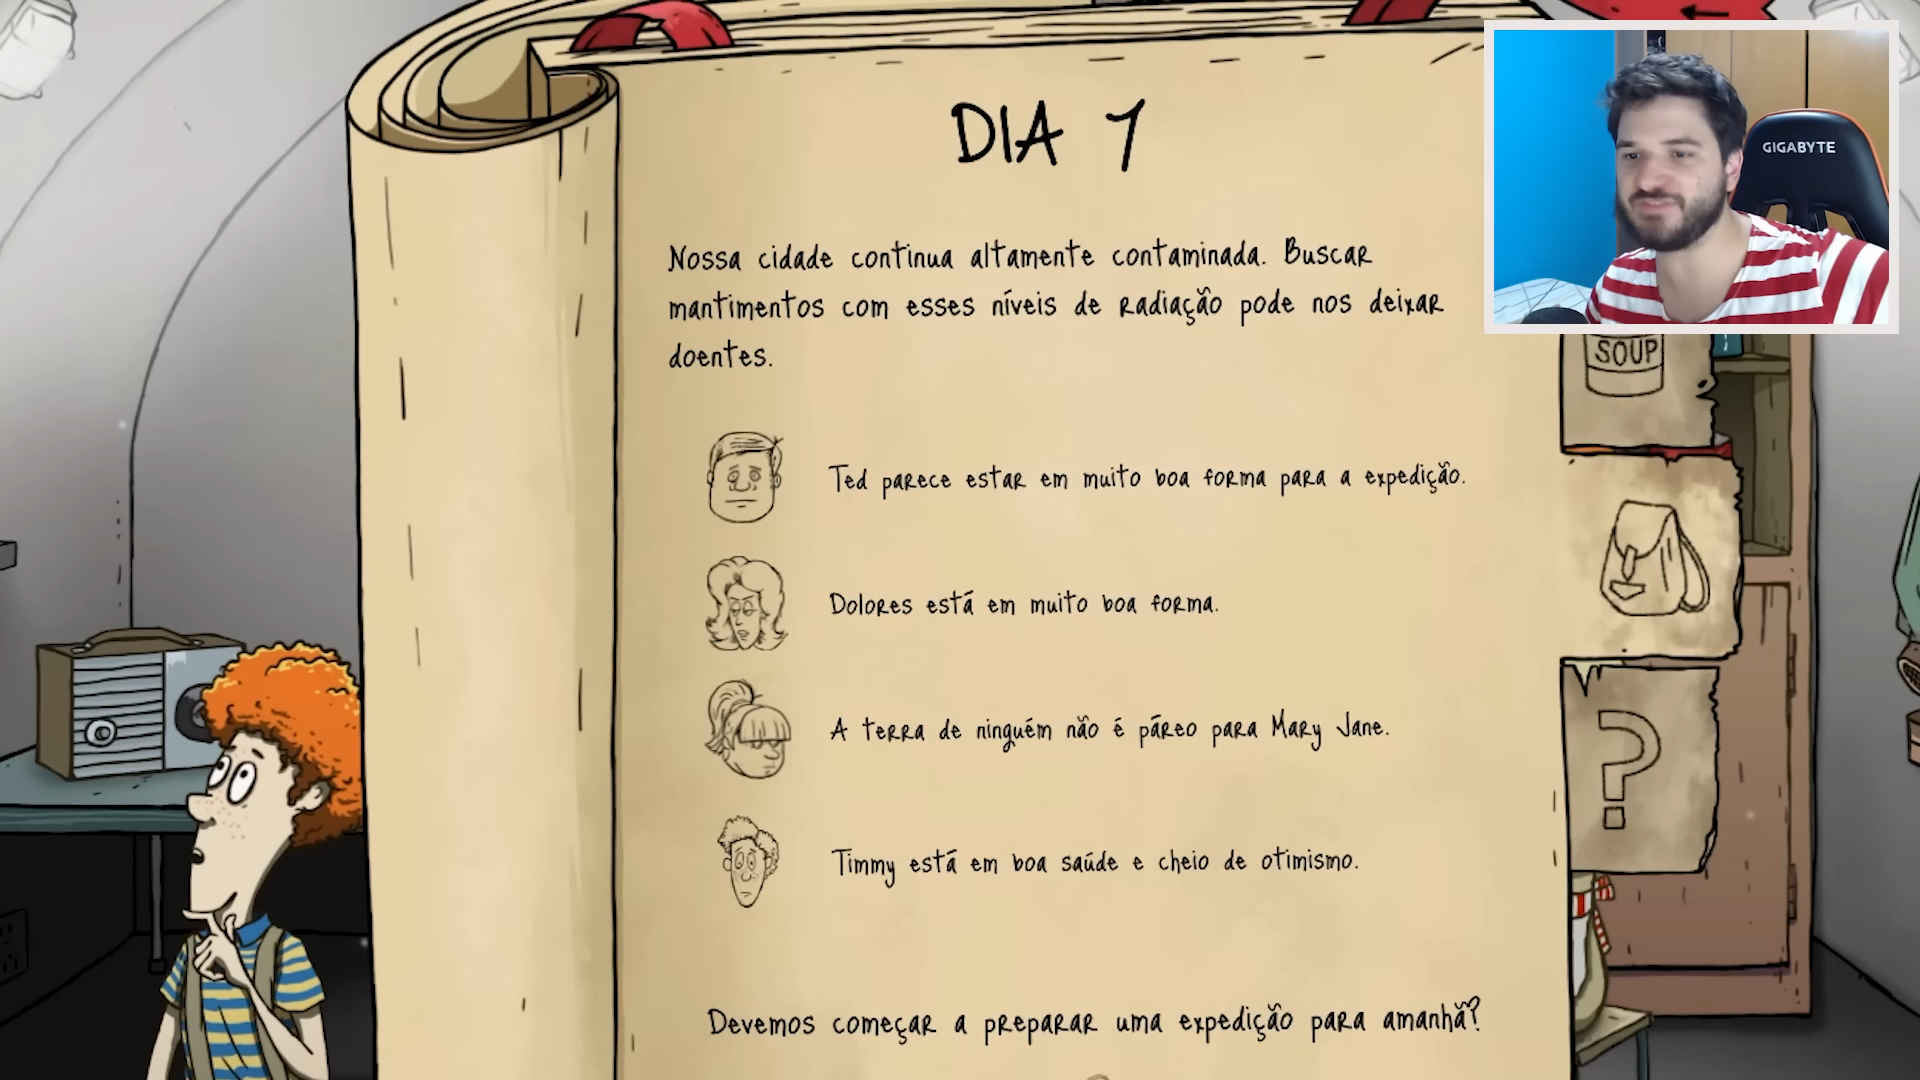 DIA 1
Nossa cidade continua altamente contaminada. Buscar
mantimentos com esses níveis de radiação pode nos deixar
doentes.
Ted parece estar em muito boa forma para a expedição.
Dolores está em muito boa forma.
A terra de ninguém não é páreo para Mary Jane.
Timmy está em boa saúde e cheio de otimismo.
Devemos começar a preparar uma expedição para amanhã?
GIGABYTE
SOUP
?